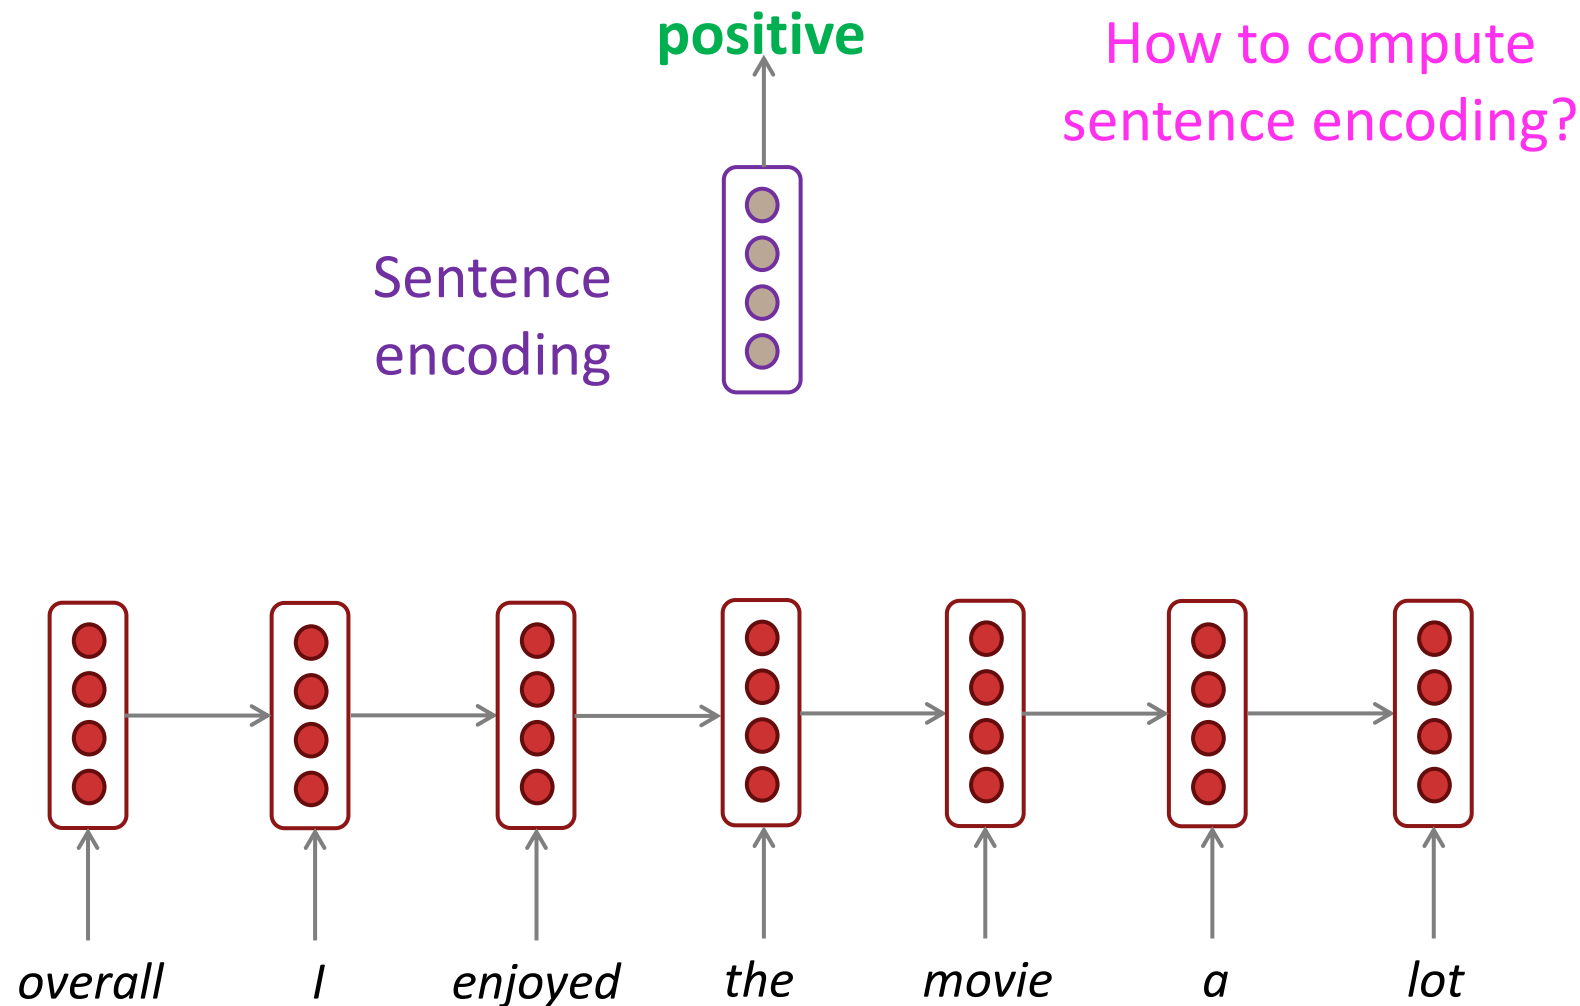 positive
How to compute
sentence encoding?
Sentence
encoding
overall I enjoyed the movie a lot